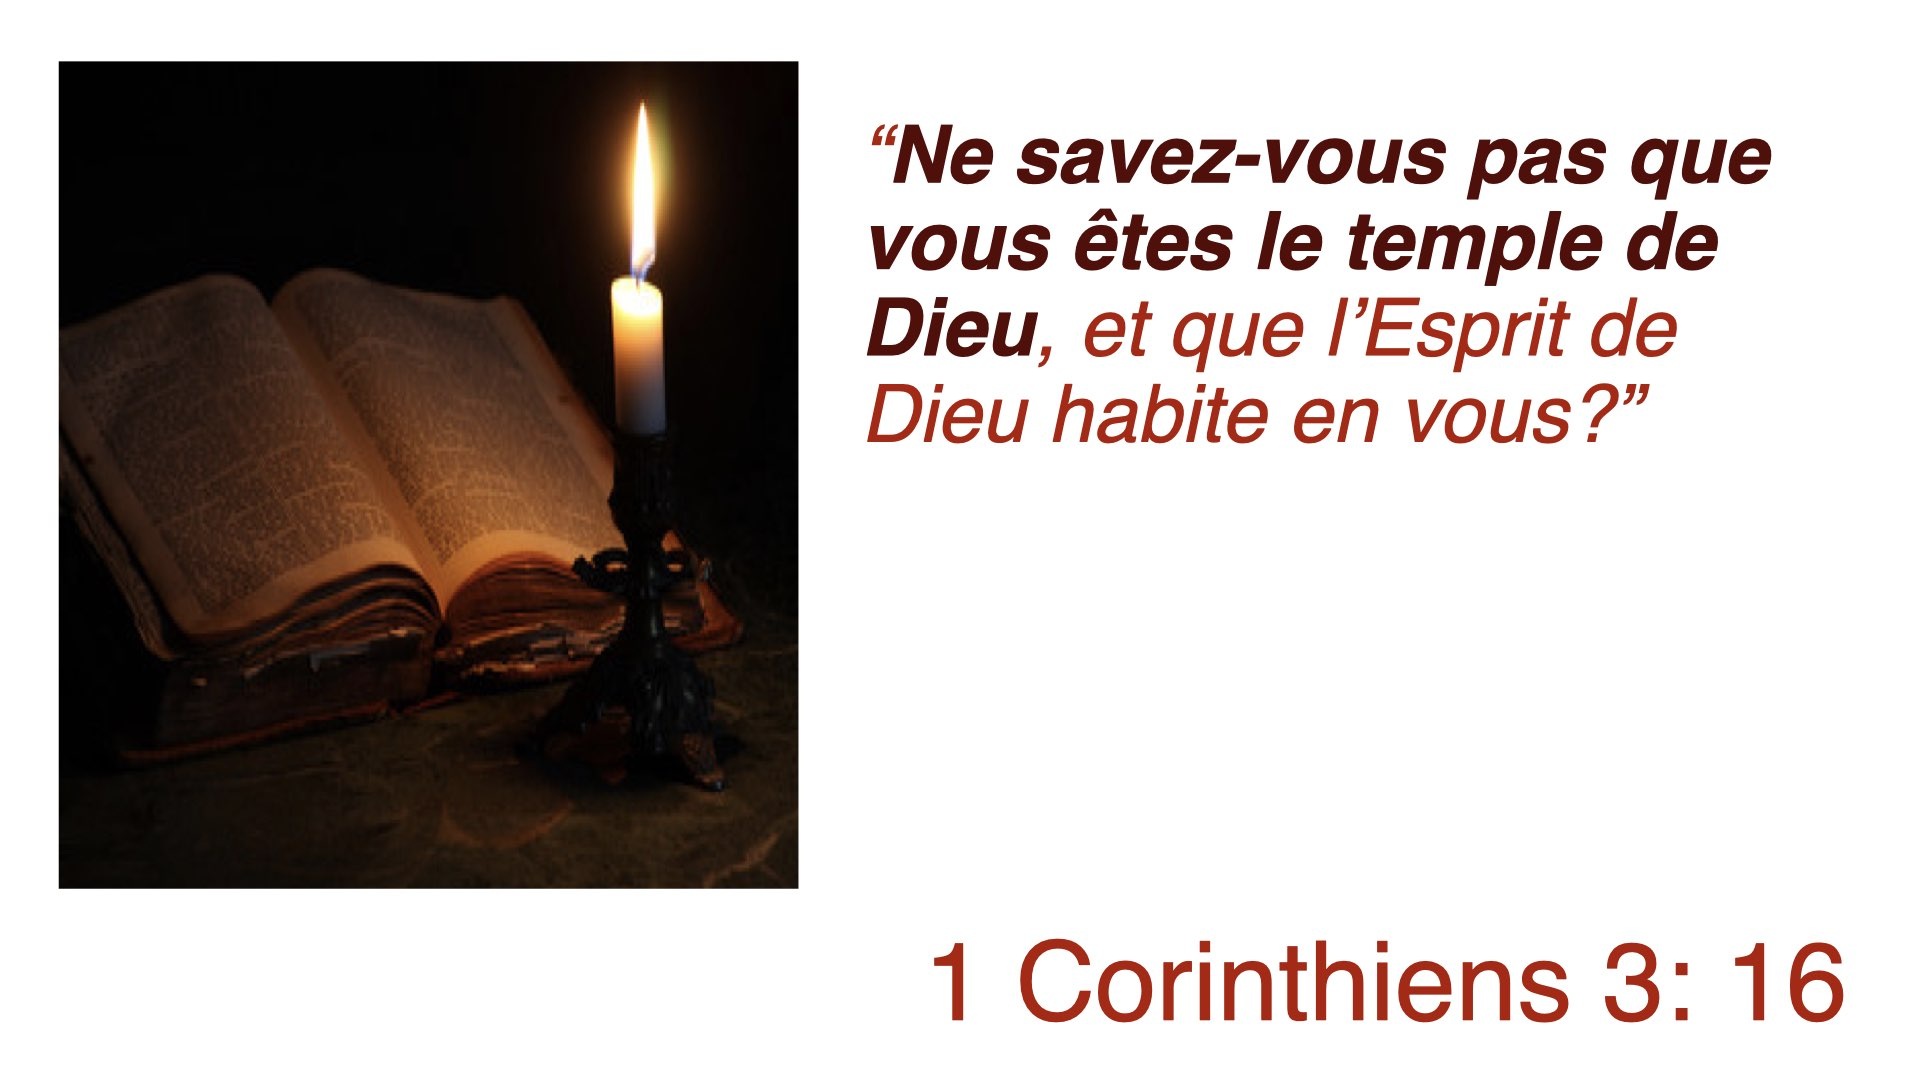 “Ne savez-vous pas que
vous êtes le temple de
Dieu, et que l’Esprit de
Dieu habite en vous?”
1 Corinthiens 3: 16